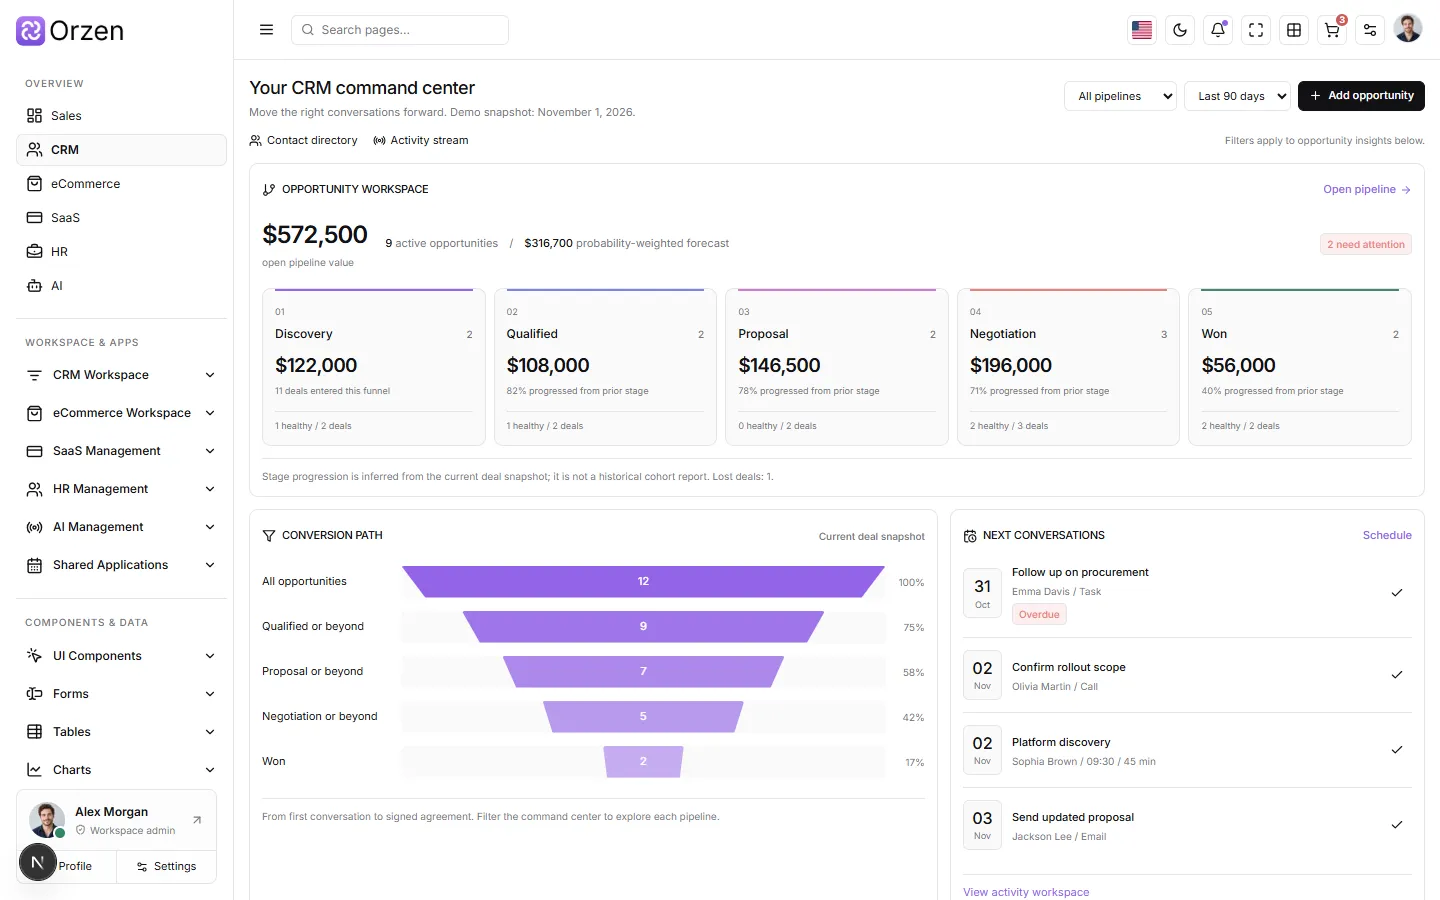 Orzen
Search pages...
3
OVERVIEW
Sales
CRM
eCommerce
SaaS
HR
AI
WORKSPACE & APPS
CRM Workspace
eCommerce Workspace
SaaS Management
HR Management
AI Management
Shared Applications
COMPONENTS & DATA
UI Components
Forms
Tables
Charts
Alex Morgan
Workspace admin
N
Profile
Settings
Your CRM command center
Move the right conversations forward. Demo snapshot: November 1, 2026.
All pipelines
Last 90 days
Add opportunity
Contact directory
Activity stream
Filters apply to opportunity insights below.
OPPORTUNITY WORKSPACE
Open pipeline
$572,500
9 active opportunities / $316,700 probability-weighted forecast
2 need attention
open pipeline value
01
Discovery 2
$122,000
11 deals entered this funnel
1 healthy / 2 deals
02
Qualified 2
$108,000
82% progressed from prior stage
1 healthy / 2 deals
03
Proposal 2
$146,500
78% progressed from prior stage
0 healthy / 2 deals
04
Negotiation 3
$196,000
71% progressed from prior stage
2 healthy / 3 deals
05
Won 2
$56,000
40% progressed from prior stage
2 healthy / 2 deals
Stage progression is inferred from the current deal snapshot; it is not a historical cohort report. Lost deals: 1.
CONVERSION PATH
Current deal snapshot
All opportunities 12 100%
Qualified or beyond 9 75%
Proposal or beyond 7 58%
Negotiation or beyond 5 42%
Won 2 17%
From first conversation to signed agreement. Filter the command center to explore each pipeline.
NEXT CONVERSATIONS
Schedule
31 Oct
Follow up on procurement
Emma Davis / Task
Overdue
02 Nov
Confirm rollout scope
Olivia Martin / Call
02 Nov
Platform discovery
Sophia Brown / 09:30 / 45 min
03 Nov
Send updated proposal
Jackson Lee / Email
View activity workspace